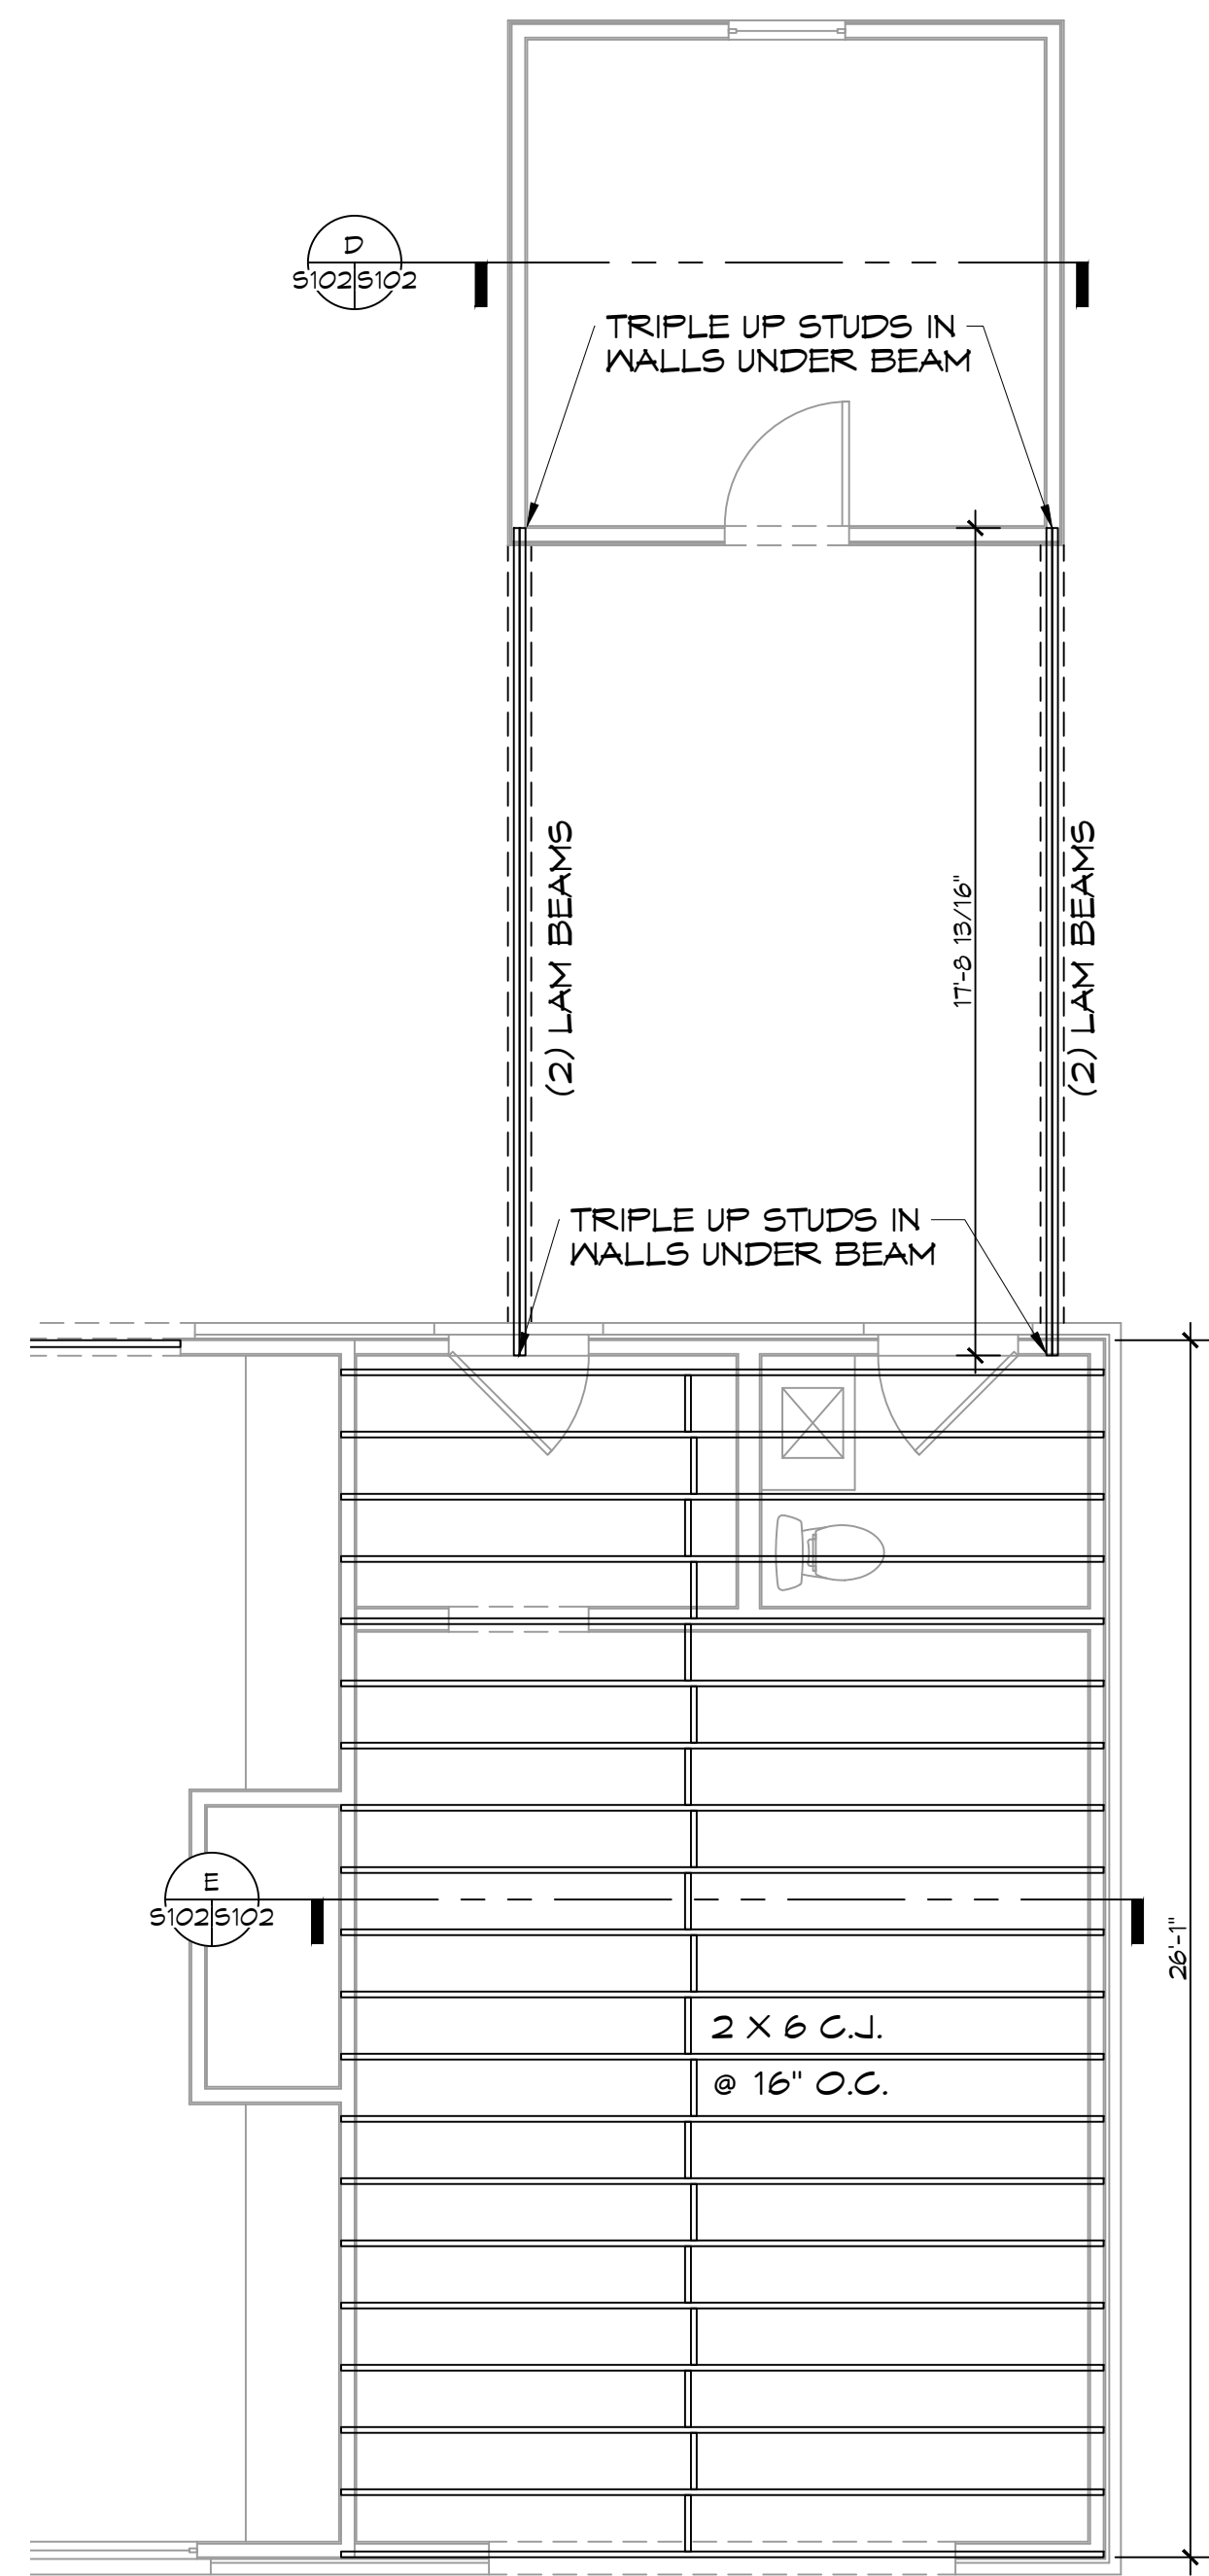 D
S102 S102
TRIPLE UP STUDS IN
WALLS UNDER BEAM
(2) LAM BEAMS
17'-8 13/16"
(2) LAM BEAMS
TRIPLE UP STUDS IN
WALLS UNDER BEAM
E
S102 S102
26'-1"
2 X 6 C.J.
@ 16" O.C.